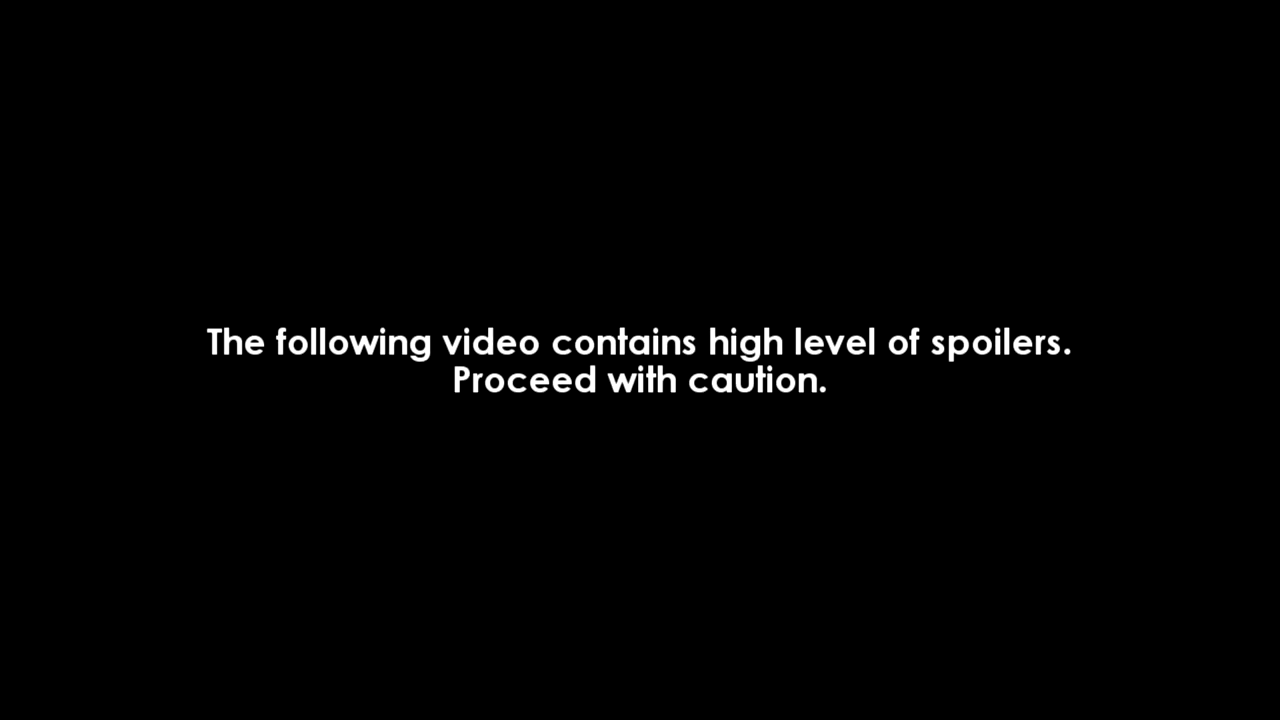 The following video contains high level of spoilers.
Proceed with caution.